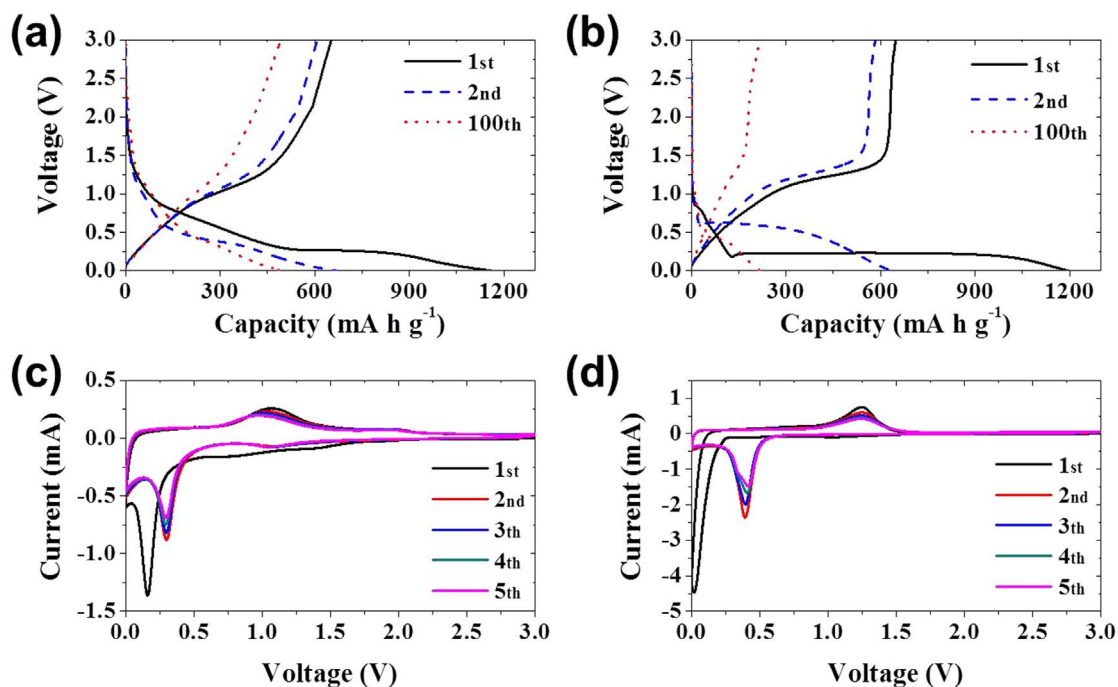 (a)
3.0
2.5
2.0
1.5
1.0
0.5
0.0
Voltage (V)
1st
2nd
100th
0 300 600 900 1200
Capacity (mA h g-1)
(b)
3.0
2.5
2.0
1.5
1.0
0.5
0.0
Voltage (V)
1st
2nd
100th
0 300 600 900 1200
Capacity (mA h g-1)
(c)
0.5
0.0
-0.5
-1.0
-1.5
Current (mA)
1st
2nd
3th
4th
5th
0.0 0.5 1.0 1.5 2.0 2.5 3.0
Voltage (V)
(d)
1
0
-1
-2
-3
-4
-5
Current (mA)
1st
2nd
3th
4th
5th
0.0 0.5 1.0 1.5 2.0 2.5 3.0
Voltage (V)